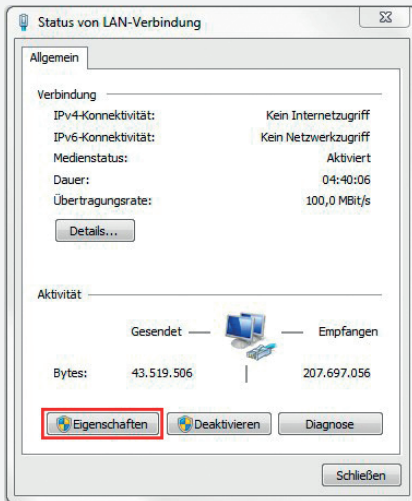 Status von LAN-Verbindung
Allgemein
Verbindung
IPv4-Konnektivität: Kein Internetzugriff
IPv6-Konnektivität: Kein Netzwerkzugriff
Medienstatus: Aktiviert
Dauer: 04:40:06
Übertragungsrate: 100,0 MBit/s
Details...
Aktivität
Gesendet Empfangen
Bytes: 43.519.506 207.697.056
Eigenschaften Deaktivieren Diagnose
Schließen